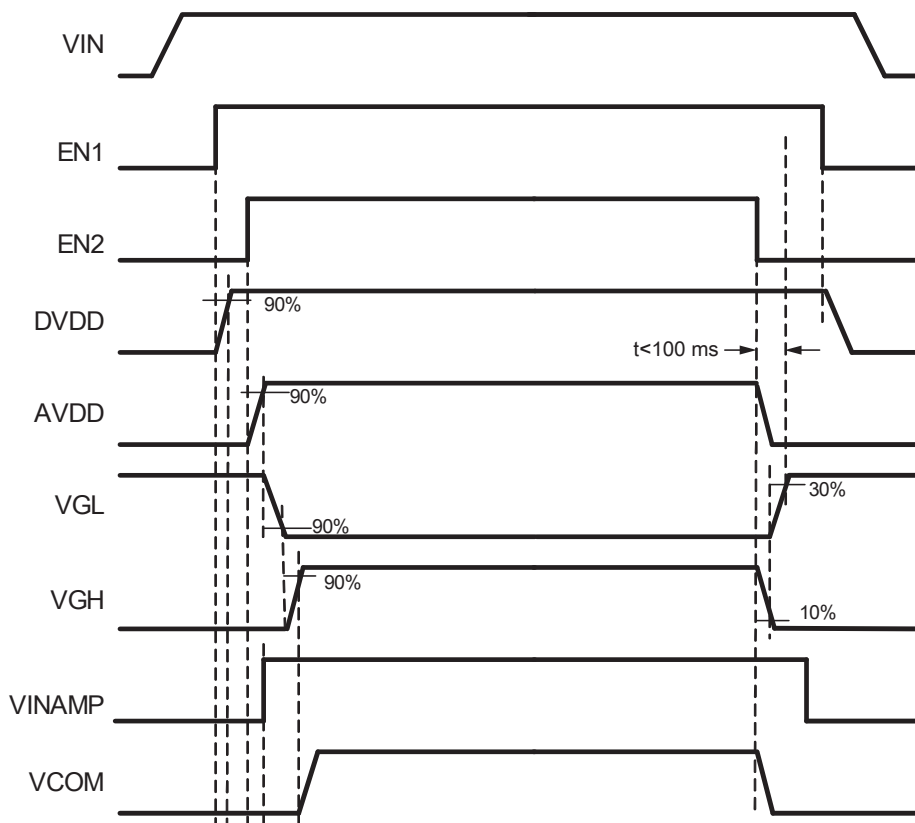 VIN
EN1
EN2
DVDD
90%
t<100 ms
AVDD
90%
VGL
30%
90%
VGH
90%
10%
VINAMP
VCOM